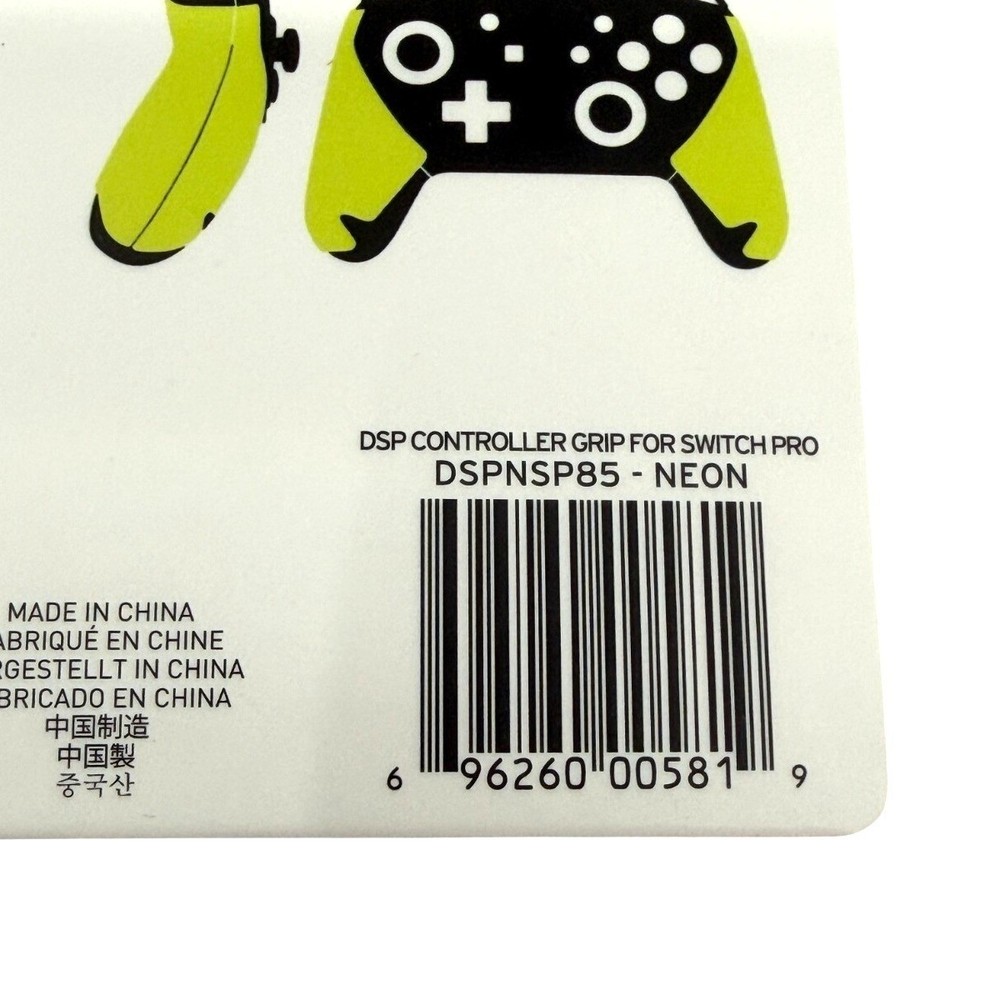 DSP CONTROLLER GRIP FOR SWITCH PRO
DSPNSP85 - NEON
6 96260 00581 9
MADE IN CHINA
ABRIQUÉ EN CHINE
RGESTELLT IN CHINA
BRICADO EN CHINA
中国制造
中国製
중국산